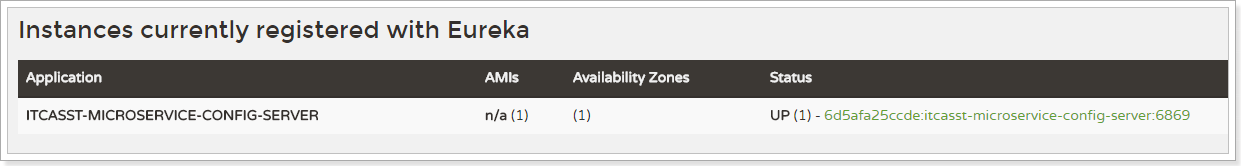 Instances currently registered with Eureka
Application AMIs Availability Zones Status
ITCASST-MICROSERVICE-CONFIG-SERVER n/a (1) (1) UP (1) - 6d5afa25ccde:itcasst-microservice-config-server:6869